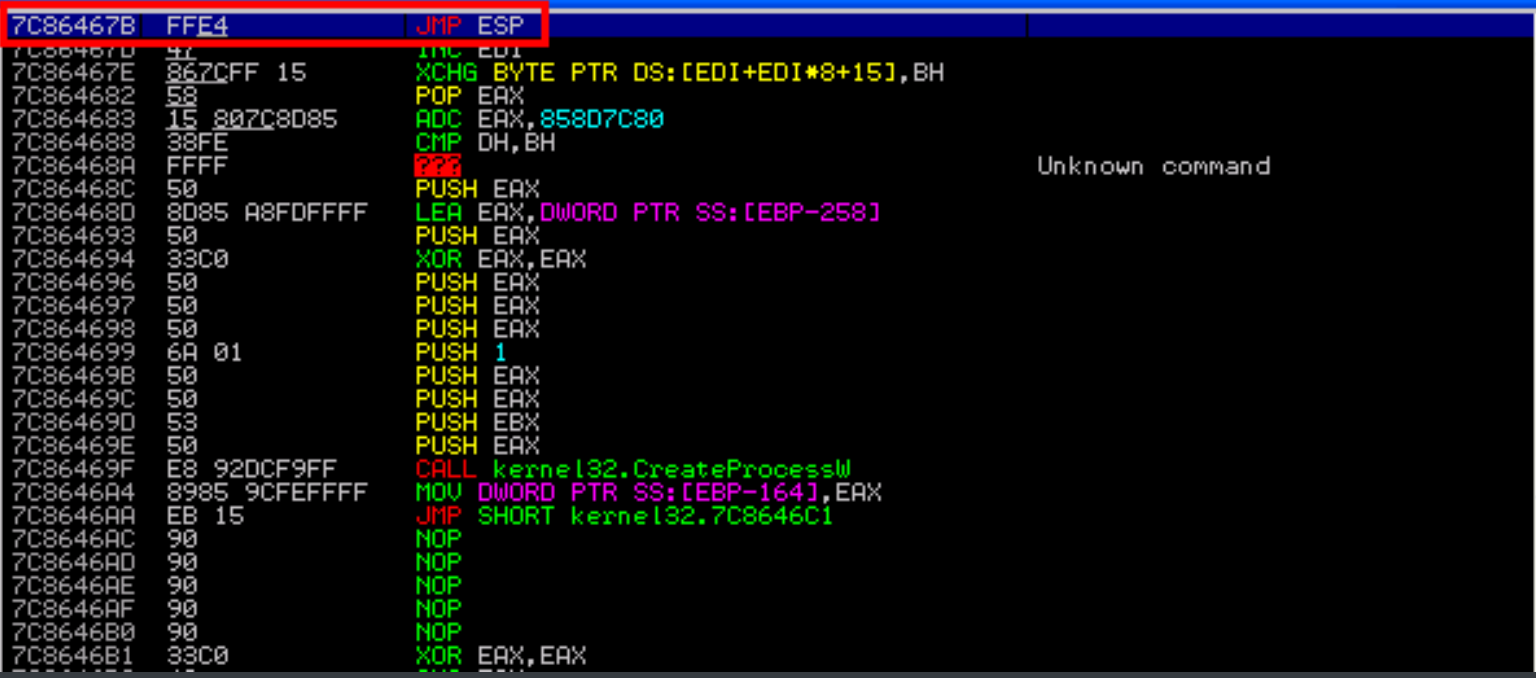 7C86467B FFE4 JMP ESP
7C86467D 47 INC EDI
7C86467E 867CFF 15 XCHG BYTE PTR DS:[EDI+EDI*8+15],BH
7C864682 58 POP EAX
7C864683 15 807C8D85 ADC EAX,858D7C80
7C864688 38FE CMP DH,BH
7C86468A FFFF ??? Unknown command
7C86468C 50 PUSH EAX
7C86468D 8D85 A8FDFFFF LEA EAX,DWORD PTR SS:[EBP-258]
7C864693 50 PUSH EAX
7C864694 33C0 XOR EAX,EAX
7C864696 50 PUSH EAX
7C864697 50 PUSH EAX
7C864698 50 PUSH EAX
7C864699 6A 01 PUSH 1
7C86469B 50 PUSH EAX
7C86469C 50 PUSH EAX
7C86469D 53 PUSH EBX
7C86469E 50 PUSH EAX
7C86469F E8 92DCF9FF CALL kernel32.CreateProcessW
7C8646A4 8985 9CFEFFFF MOV DWORD PTR SS:[EBP-164],EAX
7C8646AA EB 15 JMP SHORT kernel32.7C8646C1
7C8646AC 90 NOP
7C8646AD 90 NOP
7C8646AE 90 NOP
7C8646AF 90 NOP
7C8646B0 90 NOP
7C8646B1 33C0 XOR EAX,EAX